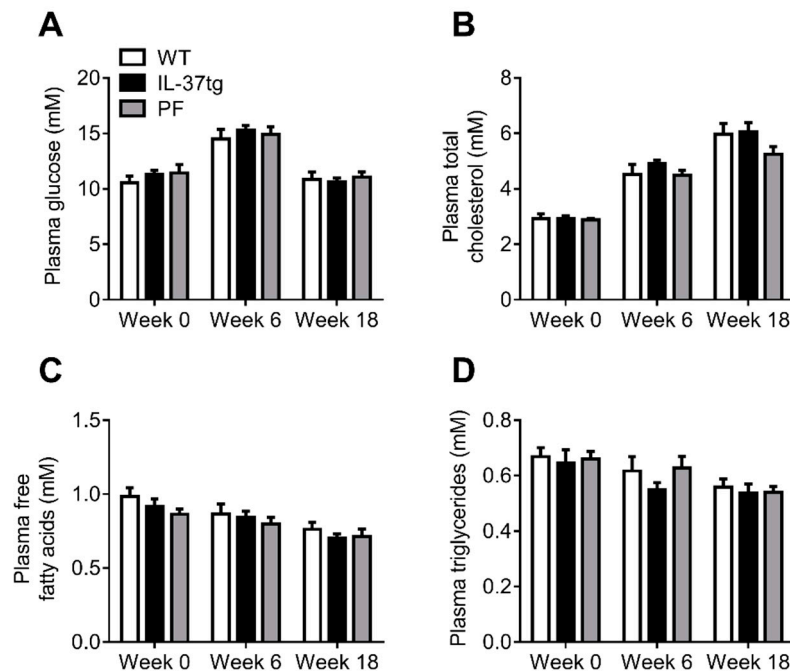 A
WT
IL-37tg
PF
Plasma glucose (mM)
20
15
10
5
0
Week 0 Week 6 Week 18
B
Plasma total
cholesterol (mM)
8
6
4
2
0
Week 0 Week 6 Week 18
C
Plasma free
fatty acids (mM)
1.5
1.0
0.5
0.0
Week 0 Week 6 Week 18
D
Plasma triglycerides (mM)
0.8
0.6
0.4
0.2
0.0
Week 0 Week 6 Week 18